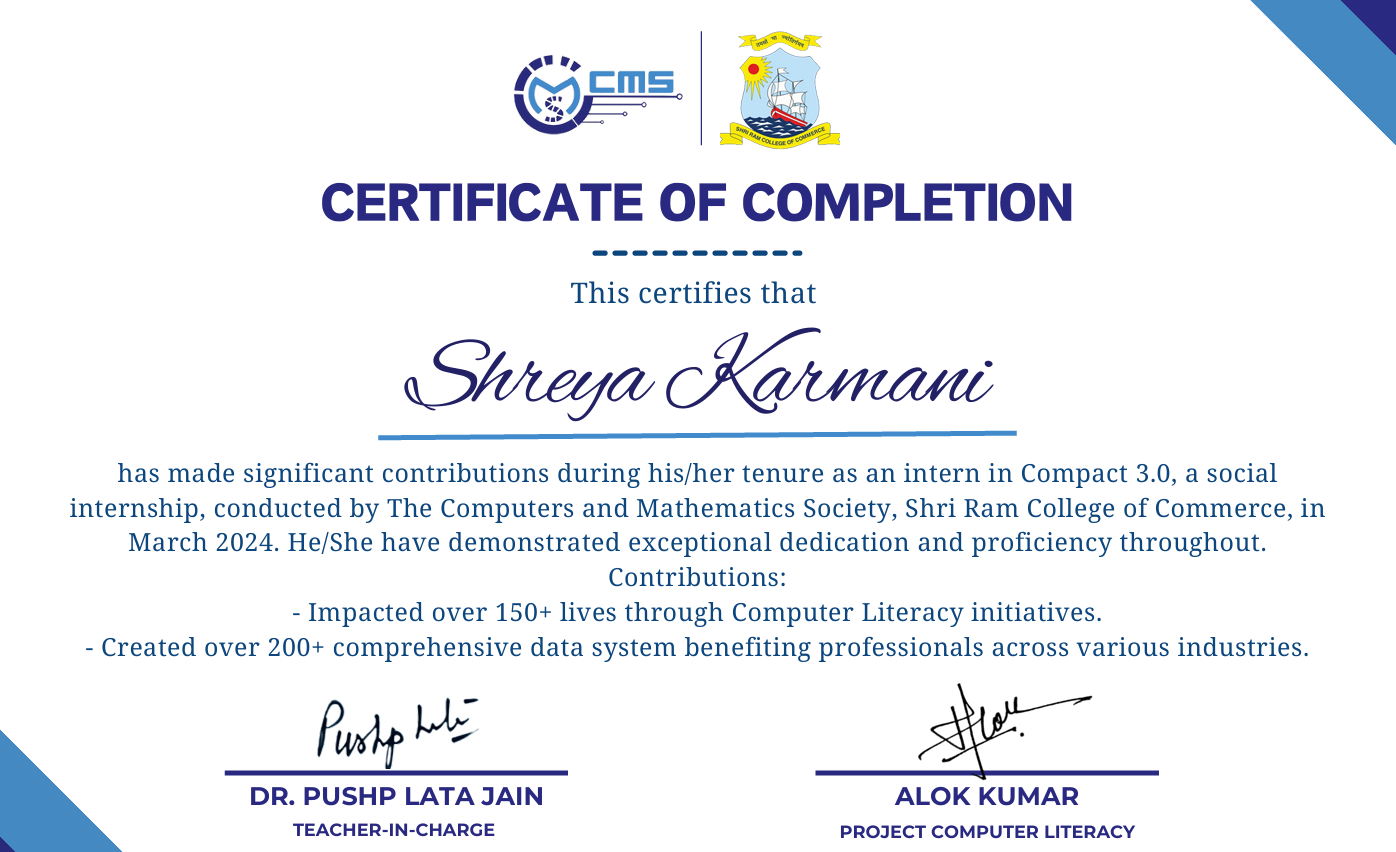 CMS
तमसो मा ज्योतिर्गमय
SHRI RAM COLLEGE OF COMMERCE
CERTIFICATE OF COMPLETION
This certifies that
Shreya Karmani
has made significant contributions during his/her tenure as an intern in Compact 3.0, a social
internship, conducted by The Computers and Mathematics Society, Shri Ram College of Commerce, in
March 2024. He/She have demonstrated exceptional dedication and proficiency throughout.
Contributions:
- Impacted over 150+ lives through Computer Literacy initiatives.
- Created over 200+ comprehensive data system benefiting professionals across various industries.
Pushp Lata
Alok
DR. PUSHP LATA JAIN
ALOK KUMAR
TEACHER-IN-CHARGE
PROJECT COMPUTER LITERACY